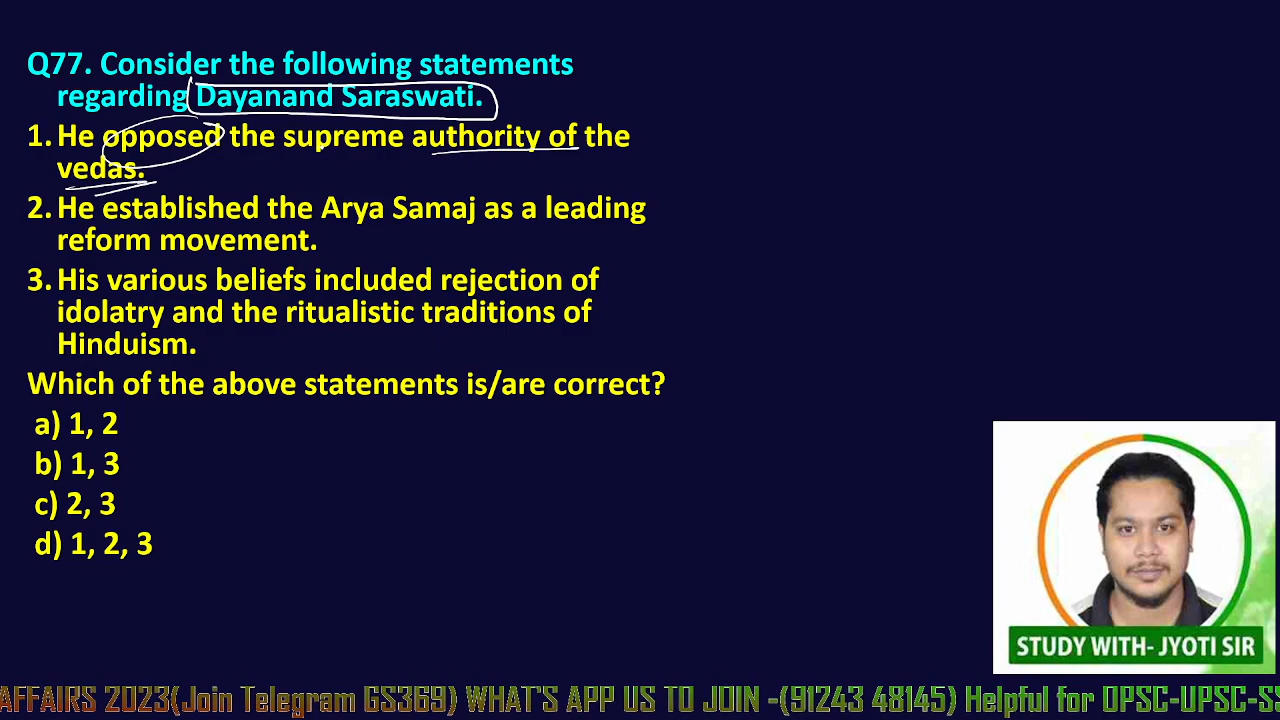 Q77. Consider the following statements
regarding Dayanand Saraswati.
1. He opposed the supreme authority of the
vedas.
2. He established the Arya Samaj as a leading
reform movement.
3. His various beliefs included rejection of
idolatry and the ritualistic traditions of
Hinduism.
Which of the above statements is/are correct?
a) 1, 2
b) 1, 3
c) 2, 3
d) 1, 2, 3
STUDY WITH- JYOTI SIR
AFFAIRS 2023(Join Telegram GS369) WHAT'S APP US TO JOIN -(91243 48145) Helpful for OPSC-UPSC-SS